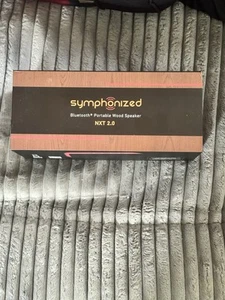 symphonized
Bluetooth® Portable Wood Speaker
NXT 2.0